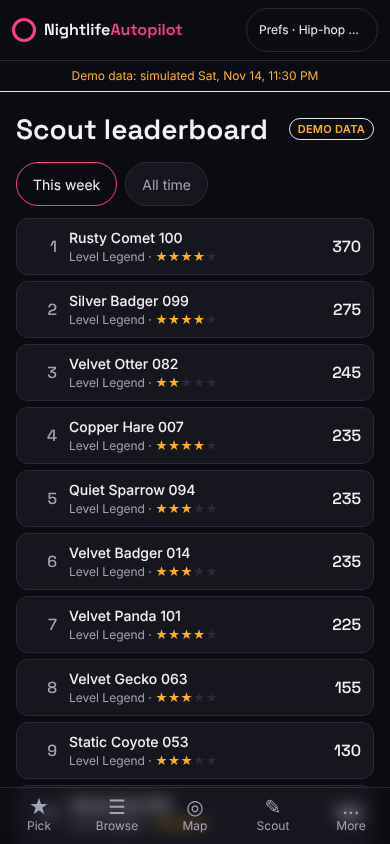 NightlifeAutopilot
Prefs · Hip-hop ...
Demo data: simulated Sat, Nov 14, 11:30 PM
Scout leaderboard
DEMO DATA
This week
All time
1
Rusty Comet 100
Level Legend · ★★★★★
370
2
Silver Badger 099
Level Legend · ★★★★★
275
3
Velvet Otter 082
Level Legend · ★★★★★
245
4
Copper Hare 007
Level Legend · ★★★★★
235
5
Quiet Sparrow 094
Level Legend · ★★★★★
235
6
Velvet Badger 014
Level Legend · ★★★★★
235
7
Velvet Panda 101
Level Legend · ★★★★★
225
8
Velvet Gecko 063
Level Legend · ★★★★★
155
9
Static Coyote 053
Level Legend · ★★★★★
130
Pick
Browse
Map
Scout
More